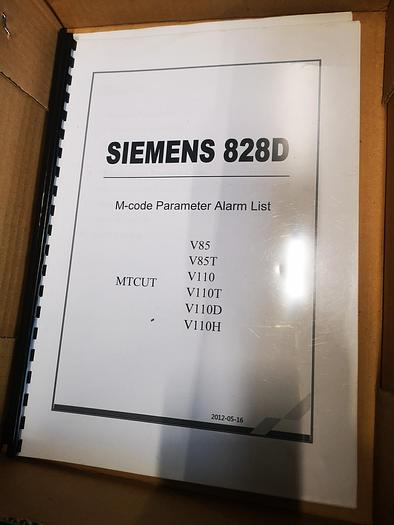 SIEMENS 828D
M-code Parameter Alarm List
V85
V85T
MTCUT V110
V110T
V110D
V110H
2012-05-16